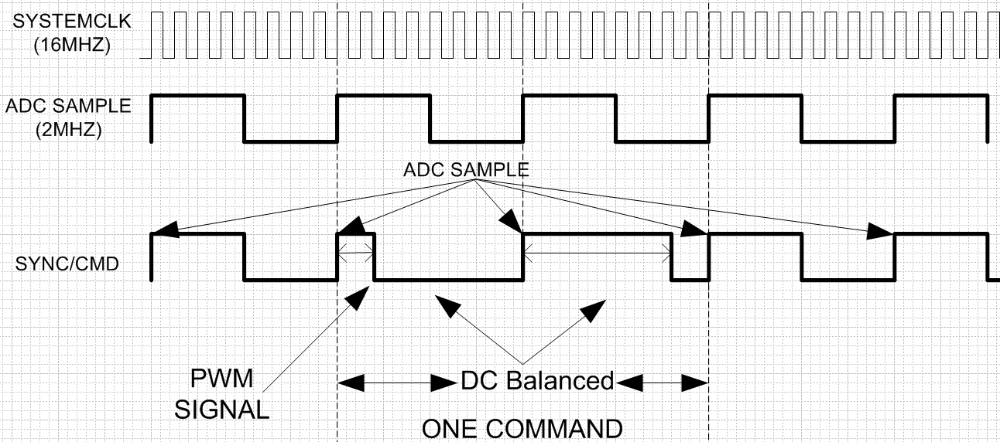 SYSTEMCLK
(16MHZ)
ADC SAMPLE
(2MHZ)
ADC SAMPLE
SYNC/CMD
PWM
SIGNAL
DC Balanced
ONE COMMAND